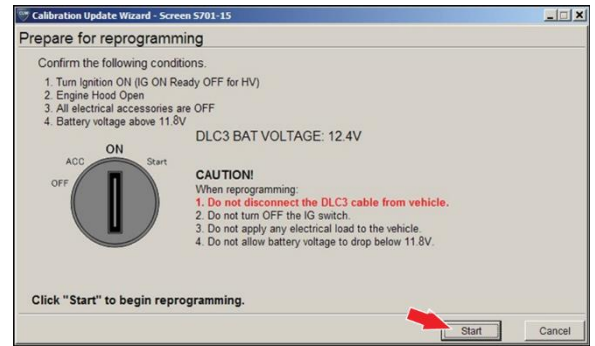 Calibration Update Wizard - Screen S701-15
Prepare for reprogramming
Confirm the following conditions.
1. Turn Ignition ON (IG ON Ready OFF for HV)
2. Engine Hood Open
3. All electrical accessories are OFF
4. Battery voltage above 11.8V
DLC3 BAT VOLTAGE: 12.4V
ON
ACC
Start
OFF
CAUTION!
When reprogramming:
1. Do not disconnect the DLC3 cable from vehicle.
2. Do not turn OFF the IG switch.
3. Do not apply any electrical load to the vehicle.
4. Do not allow battery voltage to drop below 11.8V.
Click "Start" to begin reprogramming.
Start
Cancel